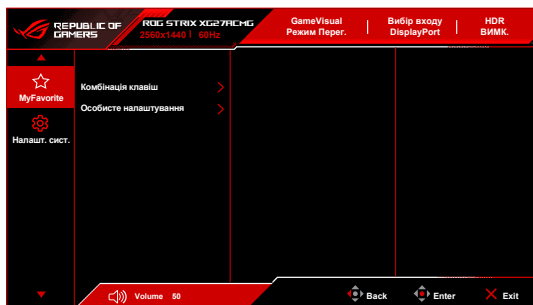 REPUBLIC OF
GAMERS
ROG STRIX XG27ACMG
2560x1440 | 60Hz
GameVisual
Режим Перег.
Вибір входу
DisplayPort
HDR
ВИМК.
MyFavorite
Налашт. сист.
Комбінація клавіш
Особисте налаштування
Volume 50
Back
Enter
Exit